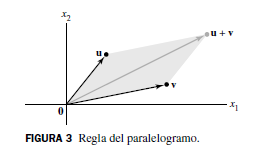 x₂
u + v
u
v
0
x₁
FIGURA 3 Regla del paralelogramo.